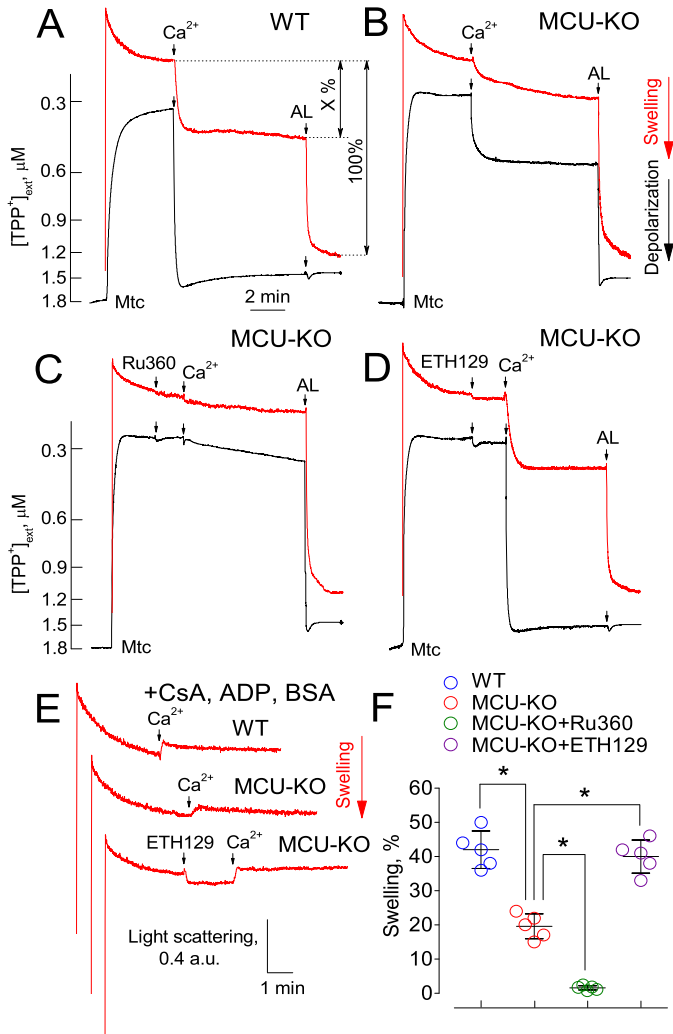 A
WT
Ca²⁺
AL
X %
100%
0.3
0.6
0.9
1.2
1.5
1.8
[TPP⁺]ext, µM
Mtc
2 min
B
MCU-KO
Ca²⁺
AL
Mtc
Swelling
Depolarization
C
MCU-KO
Ru360
Ca²⁺
AL
0.3
0.6
0.9
1.2
1.8
[TPP⁺]ext, µM
Mtc
D
MCU-KO
ETH129
Ca²⁺
AL
Mtc
E
+CsA, ADP, BSA
Ca²⁺
WT
Ca²⁺
MCU-KO
ETH129
Ca²⁺
MCU-KO
Swelling
Light scattering,
0.4 a.u.
1 min
F
WT
MCU-KO
MCU-KO+Ru360
MCU-KO+ETH129
60
50
40
30
20
10
0
Swelling, %
*
*
*